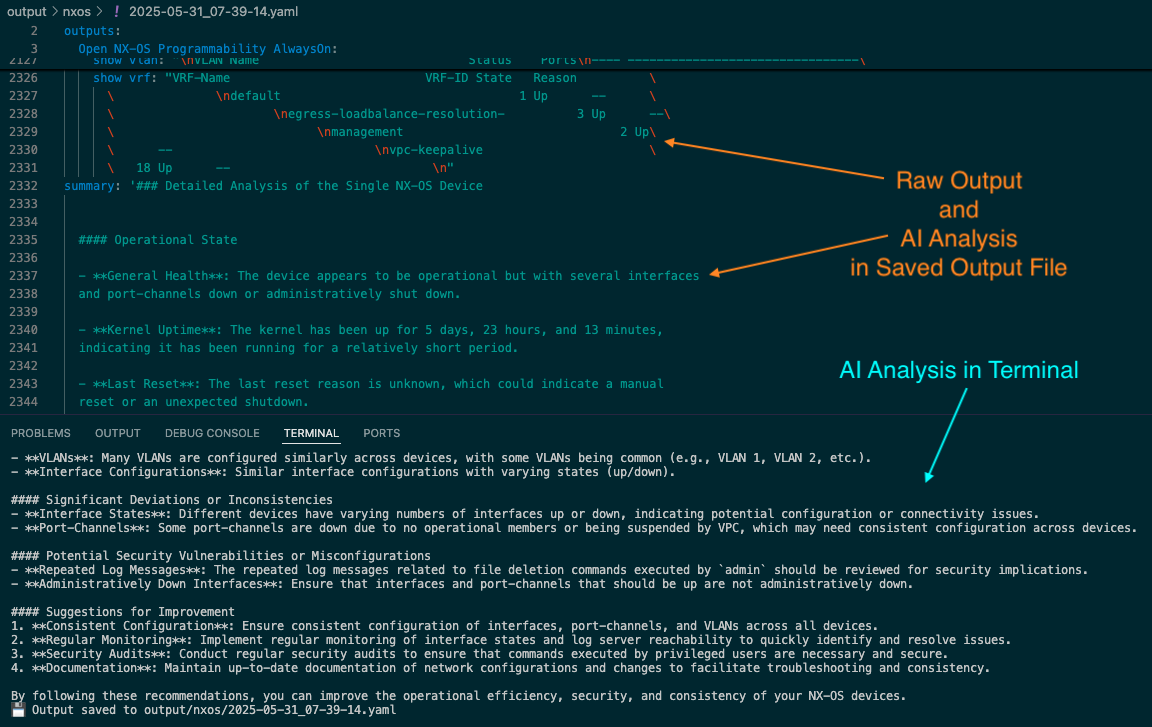 output > nxos > ! 2025-05-31_07-39-14.yaml
2 outputs:
3 Open NX-OS Programmability AlwaysOn:
2127 show vlan: "\nVLAN Name Status Ports\n---- --------------------------------\
2326 show vrf: "VRF-Name VRF-ID State Reason \
2327 \ \ndefault 1 Up -- \
2328 \ \negress-loadbalance-resolution- 3 Up --\
2329 \ \nmanagement 2 Up\
2330 \ -- \nvpc-keepalive \
2331 \ 18 Up -- \n"
2332 summary: '### Detailed Analysis of the Single NX-OS Device
2333
2334
2335 #### Operational State
2336
2337 - **General Health**: The device appears to be operational but with several interfaces
2338 and port-channels down or administratively shut down.
2339
2340 - **Kernel Uptime**: The kernel has been up for 5 days, 23 hours, and 13 minutes,
2341 indicating it has been running for a relatively short period.
2342
2343 - **Last Reset**: The last reset reason is unknown, which could indicate a manual
2344 reset or an unexpected shutdown.
Raw Output
and
AI Analysis
in Saved Output File
AI Analysis in Terminal
PROBLEMS OUTPUT DEBUG CONSOLE TERMINAL PORTS
- **VLANs**: Many VLANs are configured similarly across devices, with some VLANs being common (e.g., VLAN 1, VLAN 2, etc.).
- **Interface Configurations**: Similar interface configurations with varying states (up/down).
#### Significant Deviations or Inconsistencies
- **Interface States**: Different devices have varying numbers of interfaces up or down, indicating potential configuration or connectivity issues.
- **Port-Channels**: Some port-channels are down due to no operational members or being suspended by VPC, which may need consistent configuration across devices.
#### Potential Security Vulnerabilities or Misconfigurations
- **Repeated Log Messages**: The repeated log messages related to file deletion commands executed by `admin` should be reviewed for security implications.
- **Administratively Down Interfaces**: Ensure that interfaces and port-channels that should be up are not administratively down.
#### Suggestions for Improvement
1. **Consistent Configuration**: Ensure consistent configuration of interfaces, port-channels, and VLANs across all devices.
2. **Regular Monitoring**: Implement regular monitoring of interface states and log server reachability to quickly identify and resolve issues.
3. **Security Audits**: Conduct regular security audits to ensure that commands executed by privileged users are necessary and secure.
4. **Documentation**: Maintain up-to-date documentation of network configurations and changes to facilitate troubleshooting and consistency.
By following these recommendations, you can improve the operational efficiency, security, and consistency of your NX-OS devices.
💾 Output saved to output/nxos/2025-05-31_07-39-14.yaml